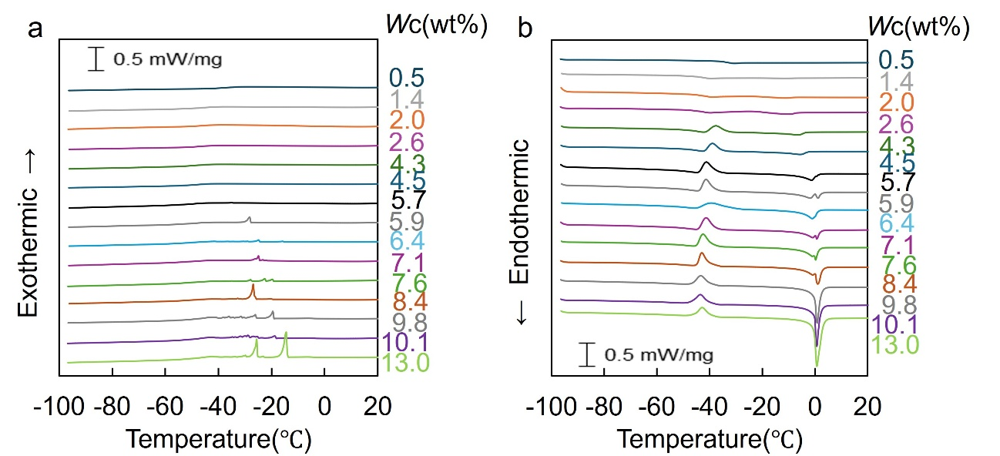 a
Wc(wt%)
0.5 mW/mg
0.5
1.4
2.0
2.6
4.3
4.5
5.7
5.9
6.4
7.1
7.6
8.4
9.8
10.1
13.0
Exothermic →
-100 -80 -60 -40 -20 0 20
Temperature(°C)
b
Wc(wt%)
0.5
1.4
2.0
2.6
4.3
4.5
5.7
5.9
6.4
7.1
7.6
8.4
9.8
10.1
13.0
← Endothermic
0.5 mW/mg
-100 -80 -60 -40 -20 0 20
Temperature(°C)